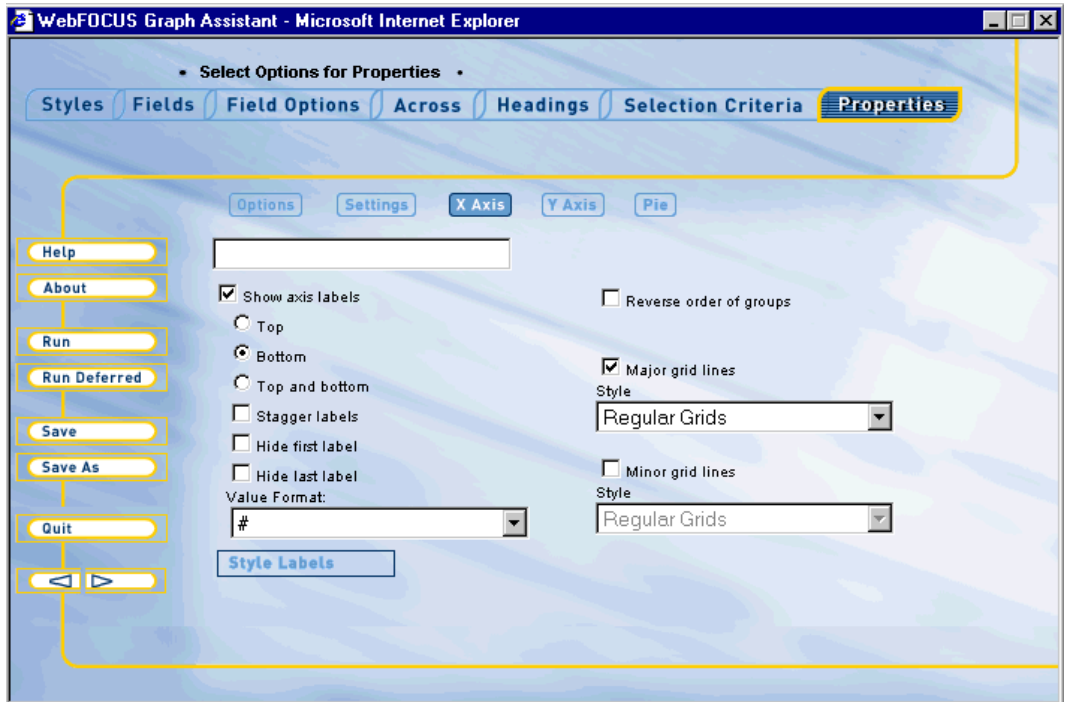 WebFOCUS Graph Assistant - Microsoft Internet Explorer
• Select Options for Properties •
Styles Fields Field Options Across Headings Selection Criteria Properties
Options Settings X Axis Y Axis Pie
Help
About
Run
Run Deferred
Save
Save As
Quit
Show axis labels
Top
Bottom
Top and bottom
Stagger labels
Hide first label
Hide last label
Value Format:
#
Style Labels
Reverse order of groups
Major grid lines
Style
Regular Grids
Minor grid lines
Style
Regular Grids